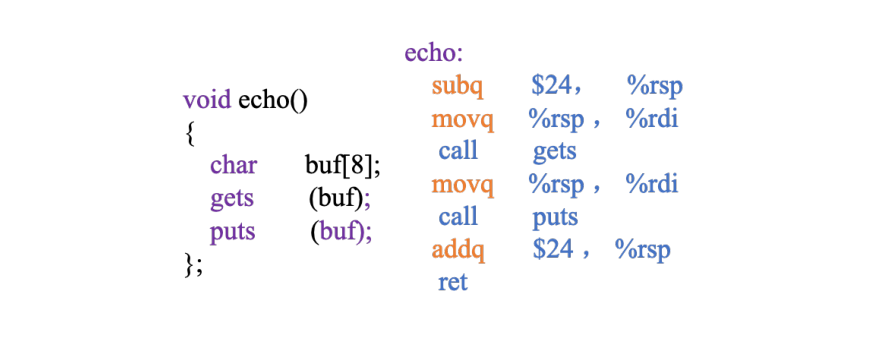 void echo()
{
char buf[8];
gets (buf);
puts (buf);
};
echo:
subq $24, %rsp
movq %rsp , %rdi
call gets
movq %rsp , %rdi
call puts
addq $24 , %rsp
ret